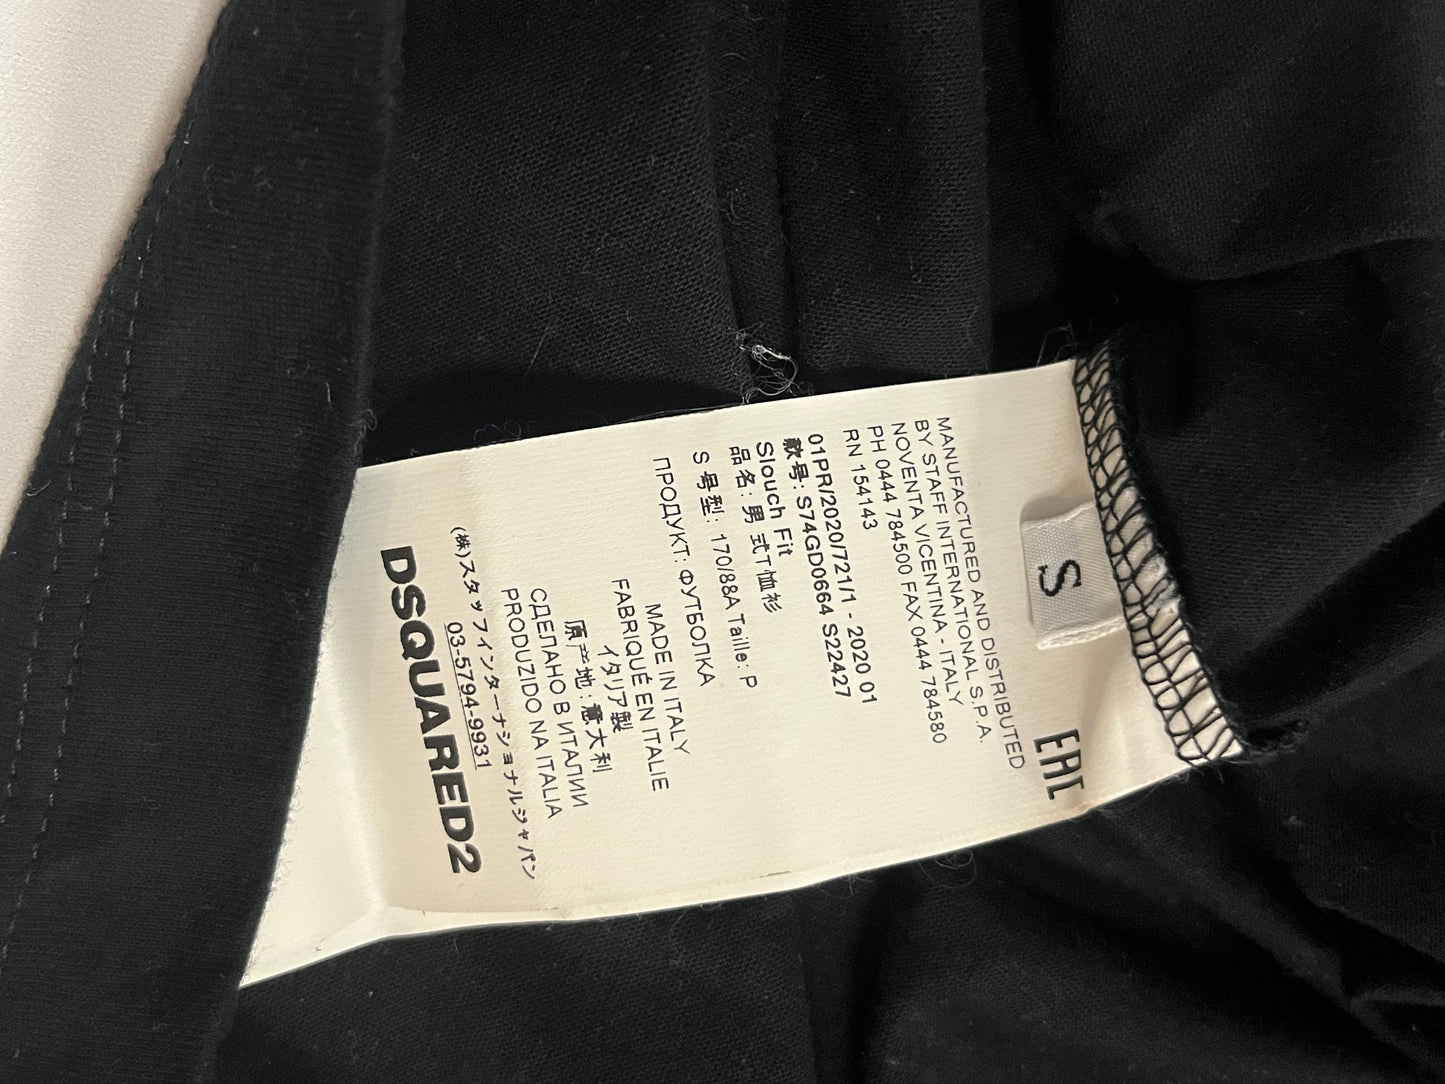 S
EAC
MANUFACTURED AND DISTRIBUTED
BY STAFF INTERNATIONAL S.P.A.
NOVENTA VICENTINA - ITALY
PH 0444 784500 FAX 0444 784580
RN 154143
01PR/2020/721/1 - 2020 01
款号: S74GD0664 S22427
Slouch Fit
品名: 男 式T恤衫
S 号型: 170/88A Taille: P
ПРОДУКТ: ФУТБОЛКА
MADE IN ITALY
FABRIQUÉ EN ITALIE
イタリア製
原产地: 意大利
СДЕЛАНО В ИТАЛИИ
PRODUZIDO NA ITALIA
(株)スタッフインターナショナルジャパン
03-5794-9931
DSQUARED2